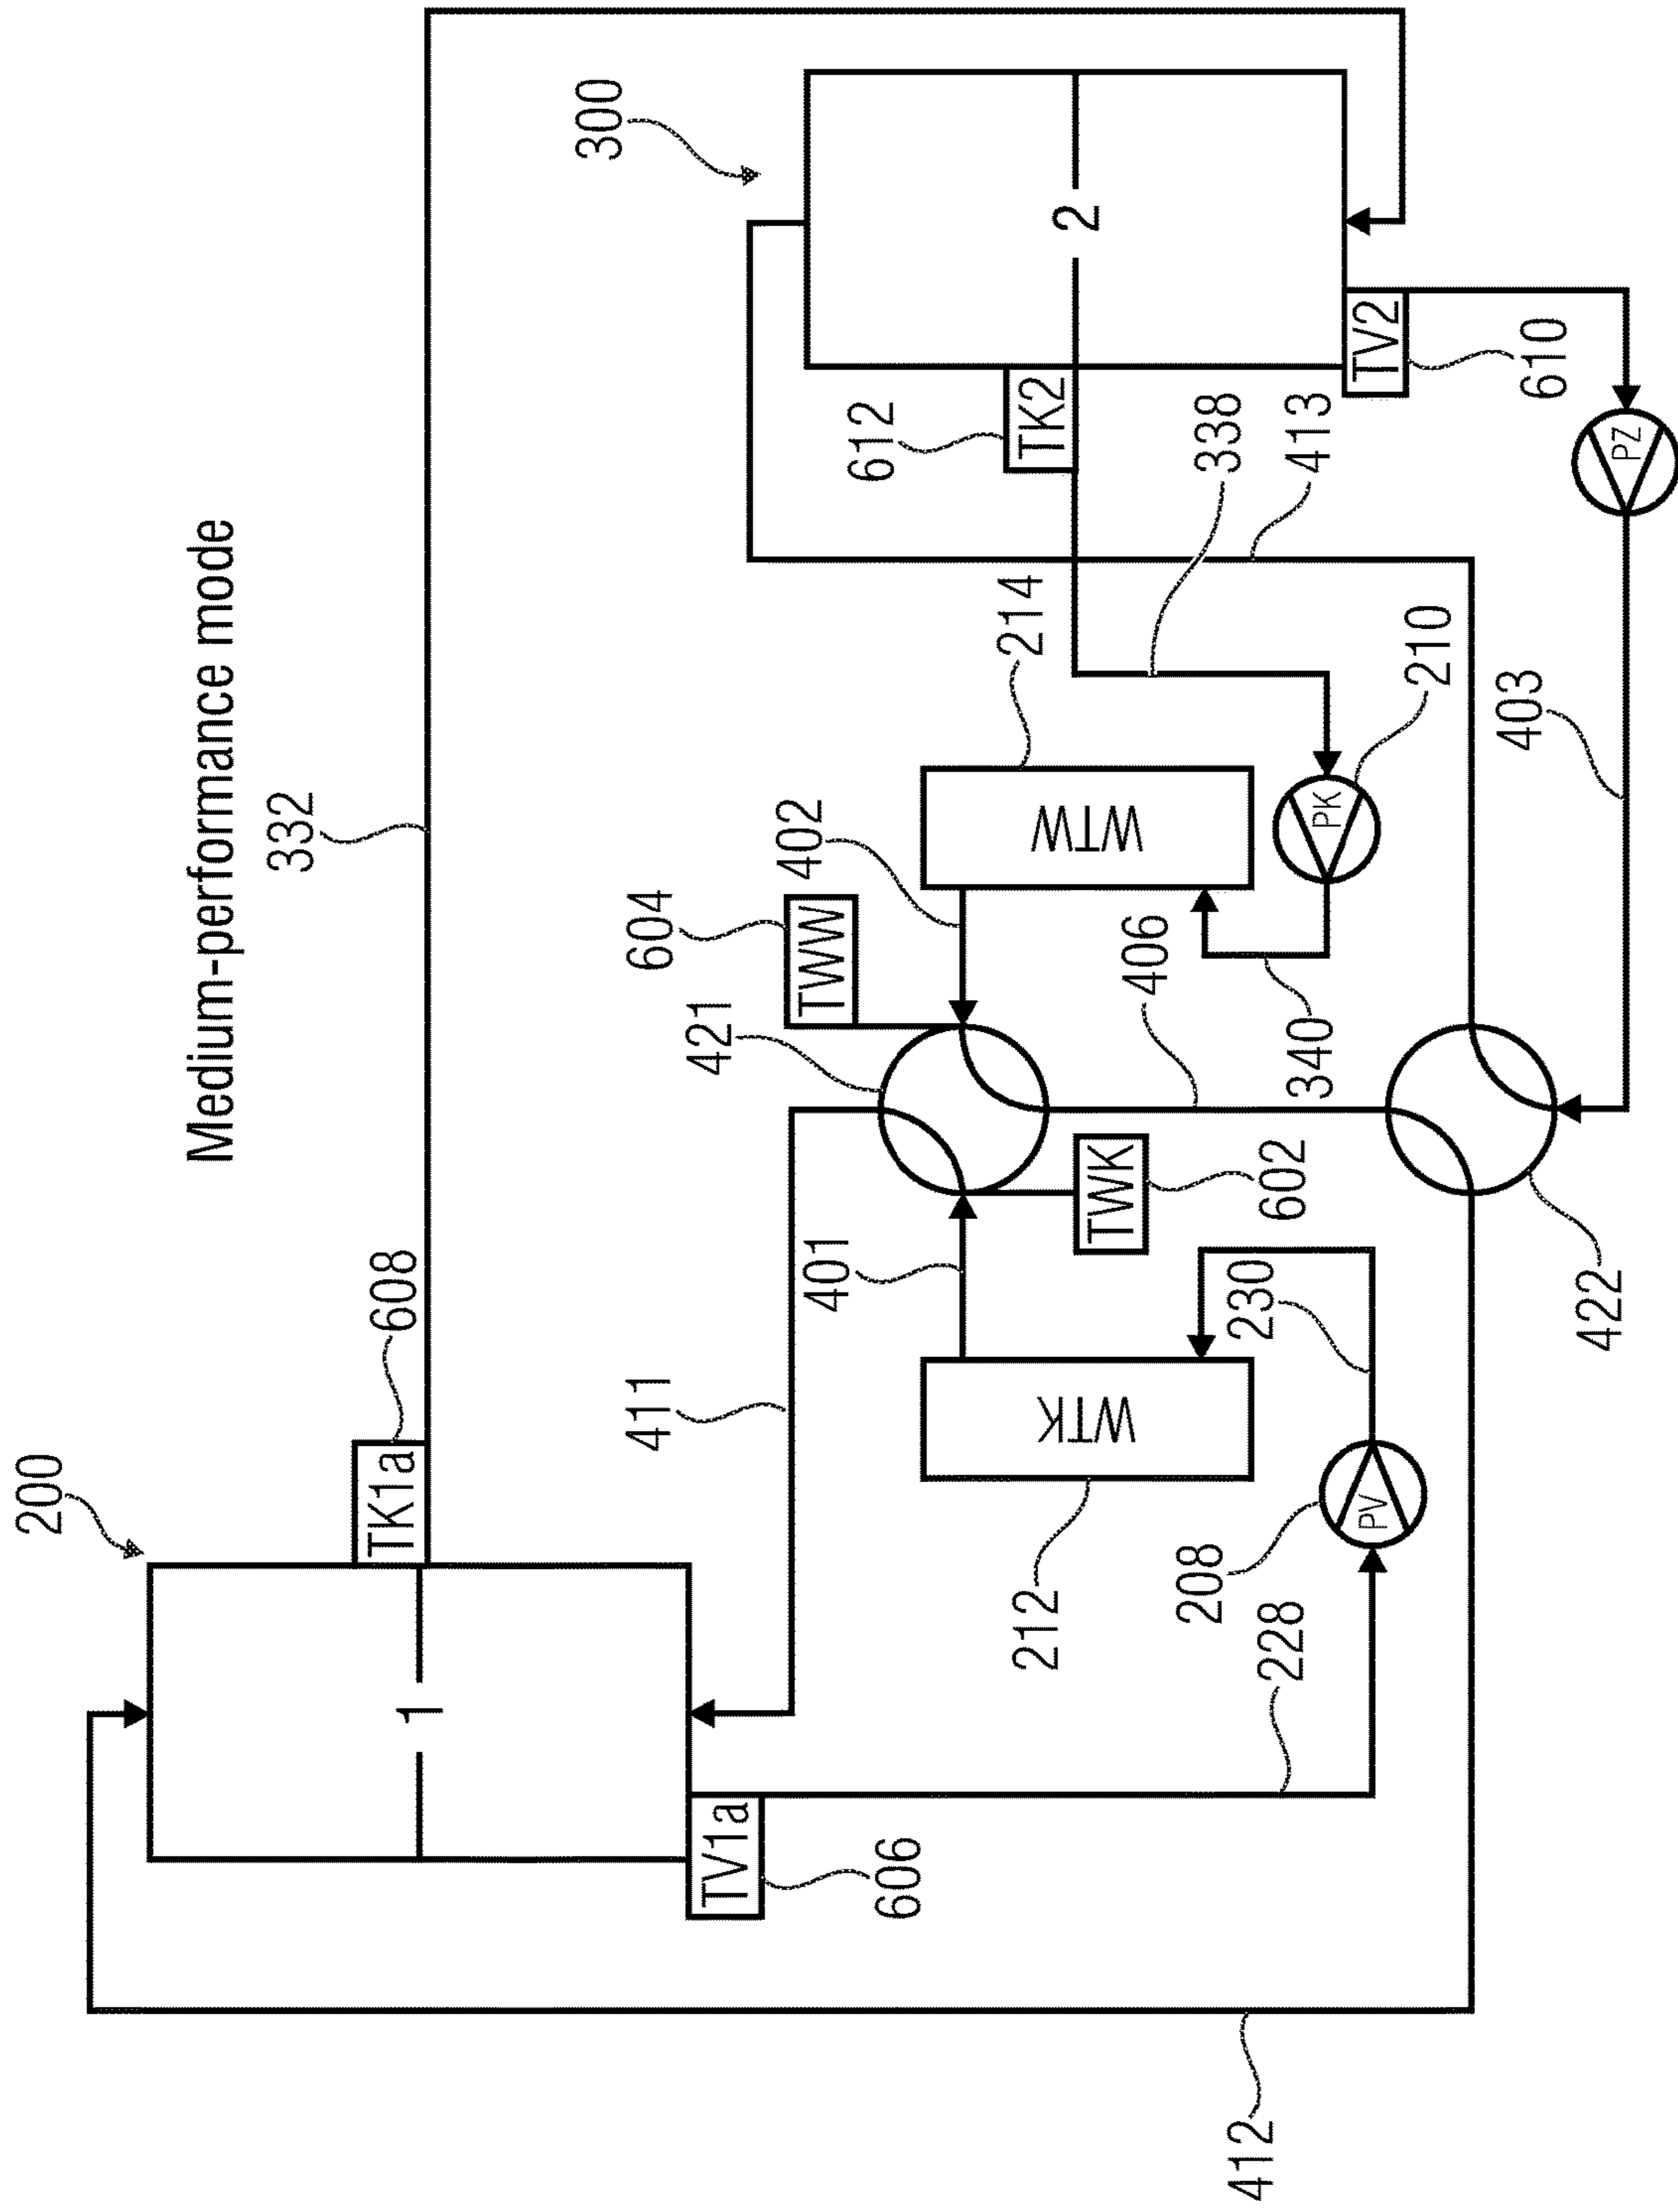 Medium-performance mode
200
1
TK1a
608
332
TV1a
606
411
412
228
208
PV
230
212
WTK
401
TWK
602
421
604
TWW
402
WTW
214
406
340
PK
210
422
403
300
2
612
TK2
338
413
TV2
610
PZ